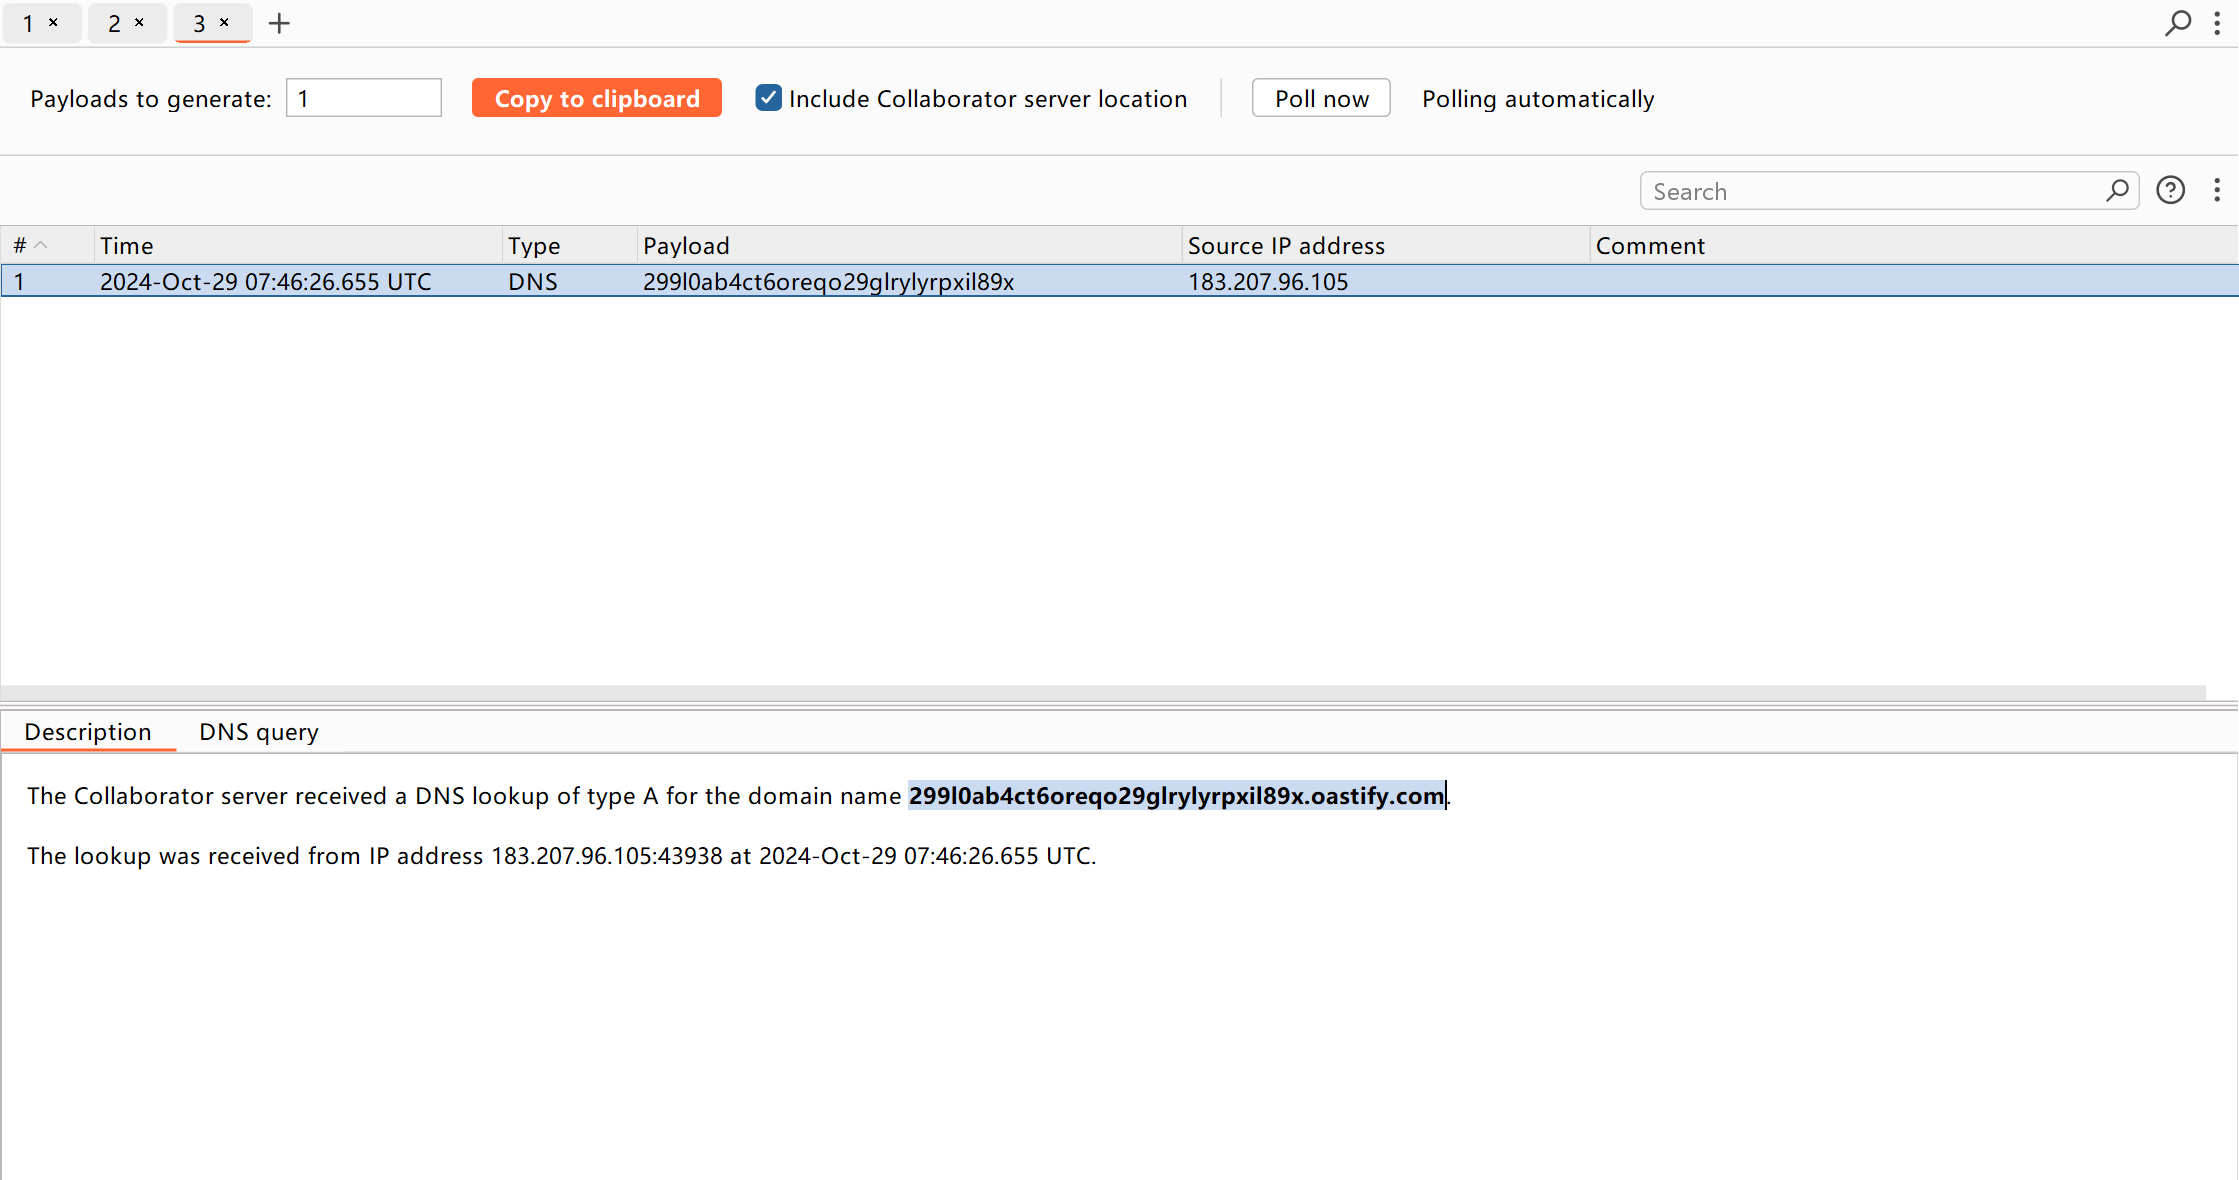 1 × 2 × 3 × +
Payloads to generate: 1 Copy to clipboard Include Collaborator server location Poll now Polling automatically
Search
# Time Type Payload Source IP address Comment
1 2024-Oct-29 07:46:26.655 UTC DNS 299l0ab4ct6oreqo29glrylyrpxil89x 183.207.96.105
Description DNS query
The Collaborator server received a DNS lookup of type A for the domain name 299l0ab4ct6oreqo29glrylyrpxil89x.oastify.com.
The lookup was received from IP address 183.207.96.105:43938 at 2024-Oct-29 07:46:26.655 UTC.